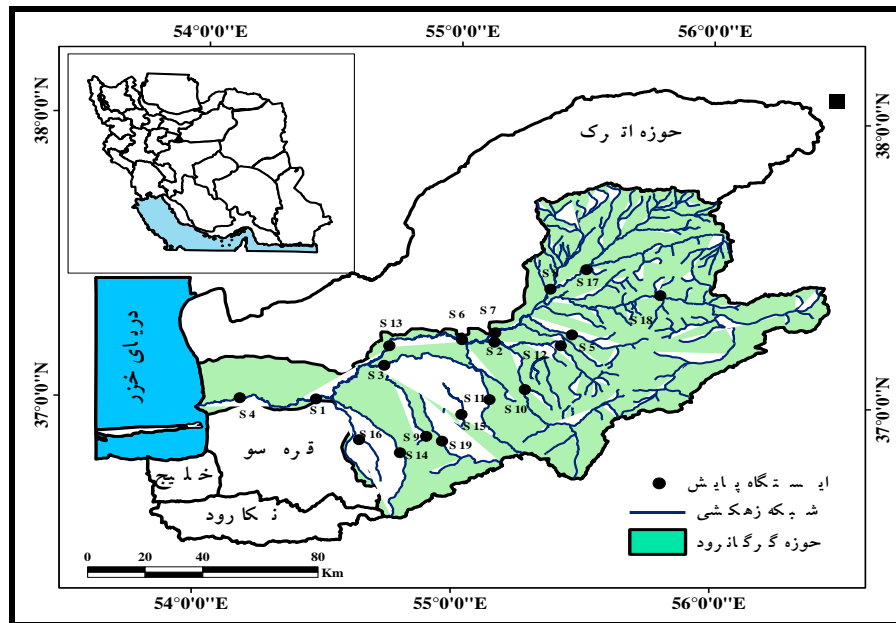 54°0'0"E 55°0'0"E 56°0'0"E
38°0'0"N
38°0'0"N
حوزه اترک
S 8
S 17
S 7
S 6
S 13
S 18
S 2
S 12
S 5
دریای خزر
S 3
37°0'0"N
37°0'0"N
S 4
S 1
S 11
S 10
S 15
S 16
S 9
S 19
S 14
قره سو
خلیج
نکارود
ایستگاه پایش
شبکه زهکشی
حوزه گرگانرود
0 20 40 80
Km
54°0'0"E 55°0'0"E 56°0'0"E